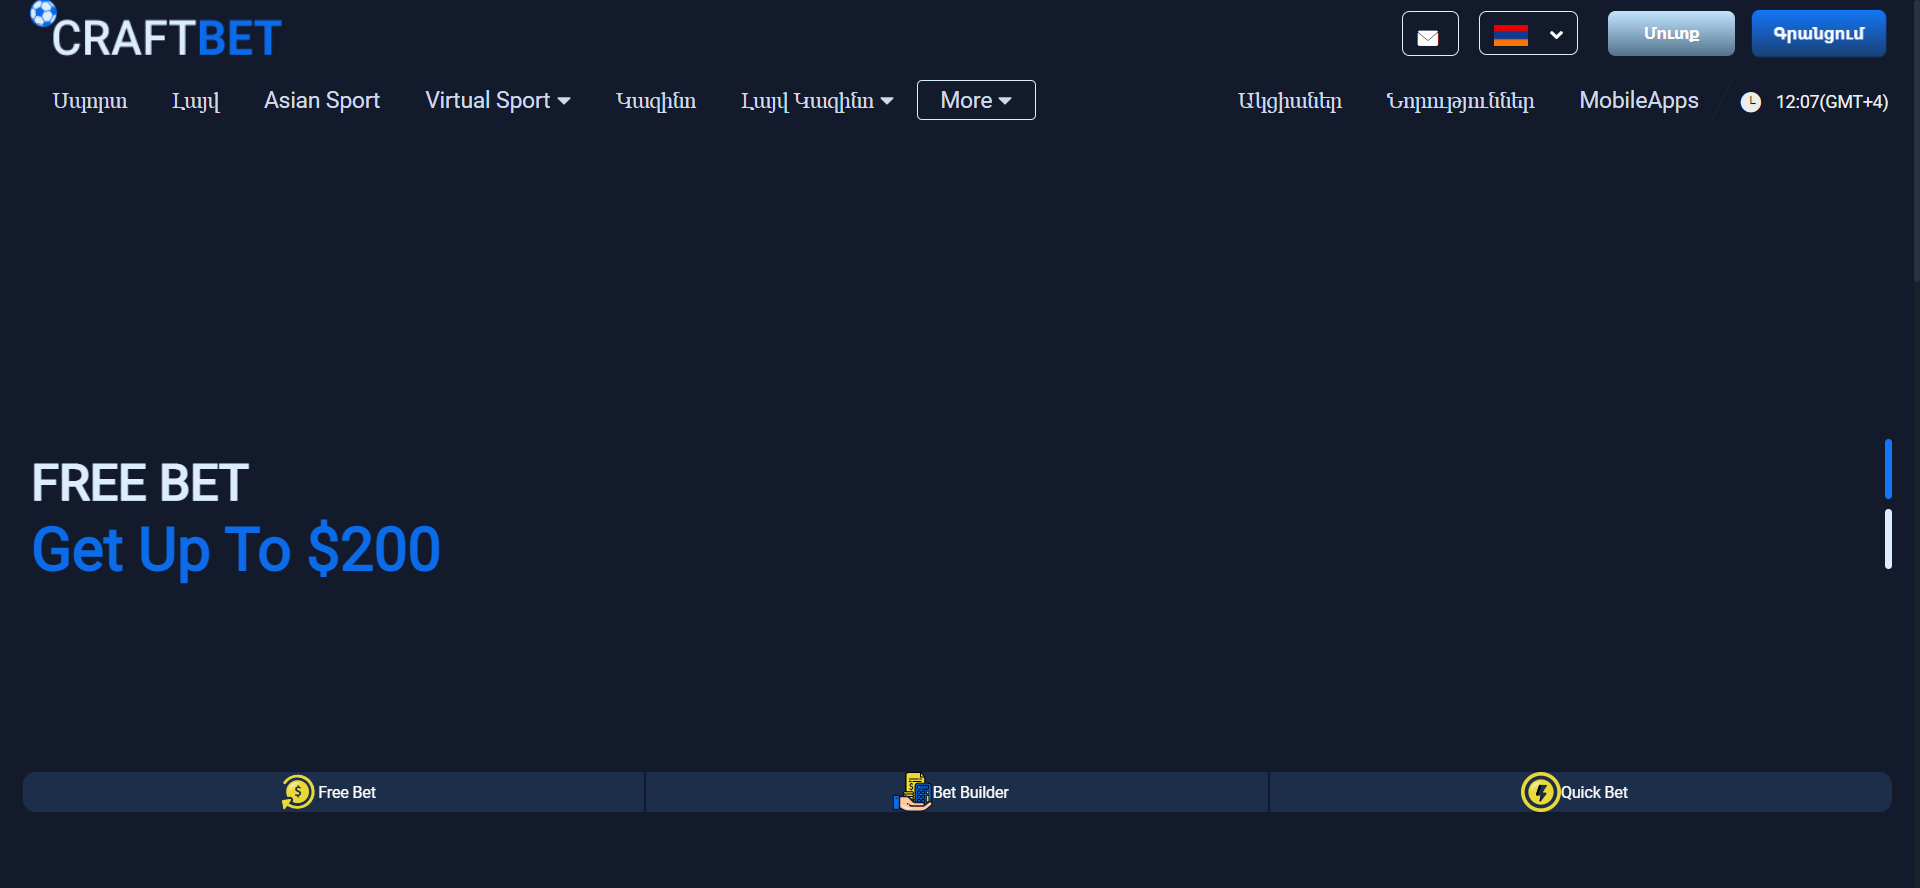 CRAFTBET
Մուտք
Գրանցում
Սպորտ
Լայվ
Asian Sport
Virtual Sport
Կազինո
Լայվ Կազինո
More
Ակցիաներ
Նորություններ
MobileApps
12:07(GMT+4)
FREE BET
Get Up To $200
Free Bet
Bet Builder
Quick Bet